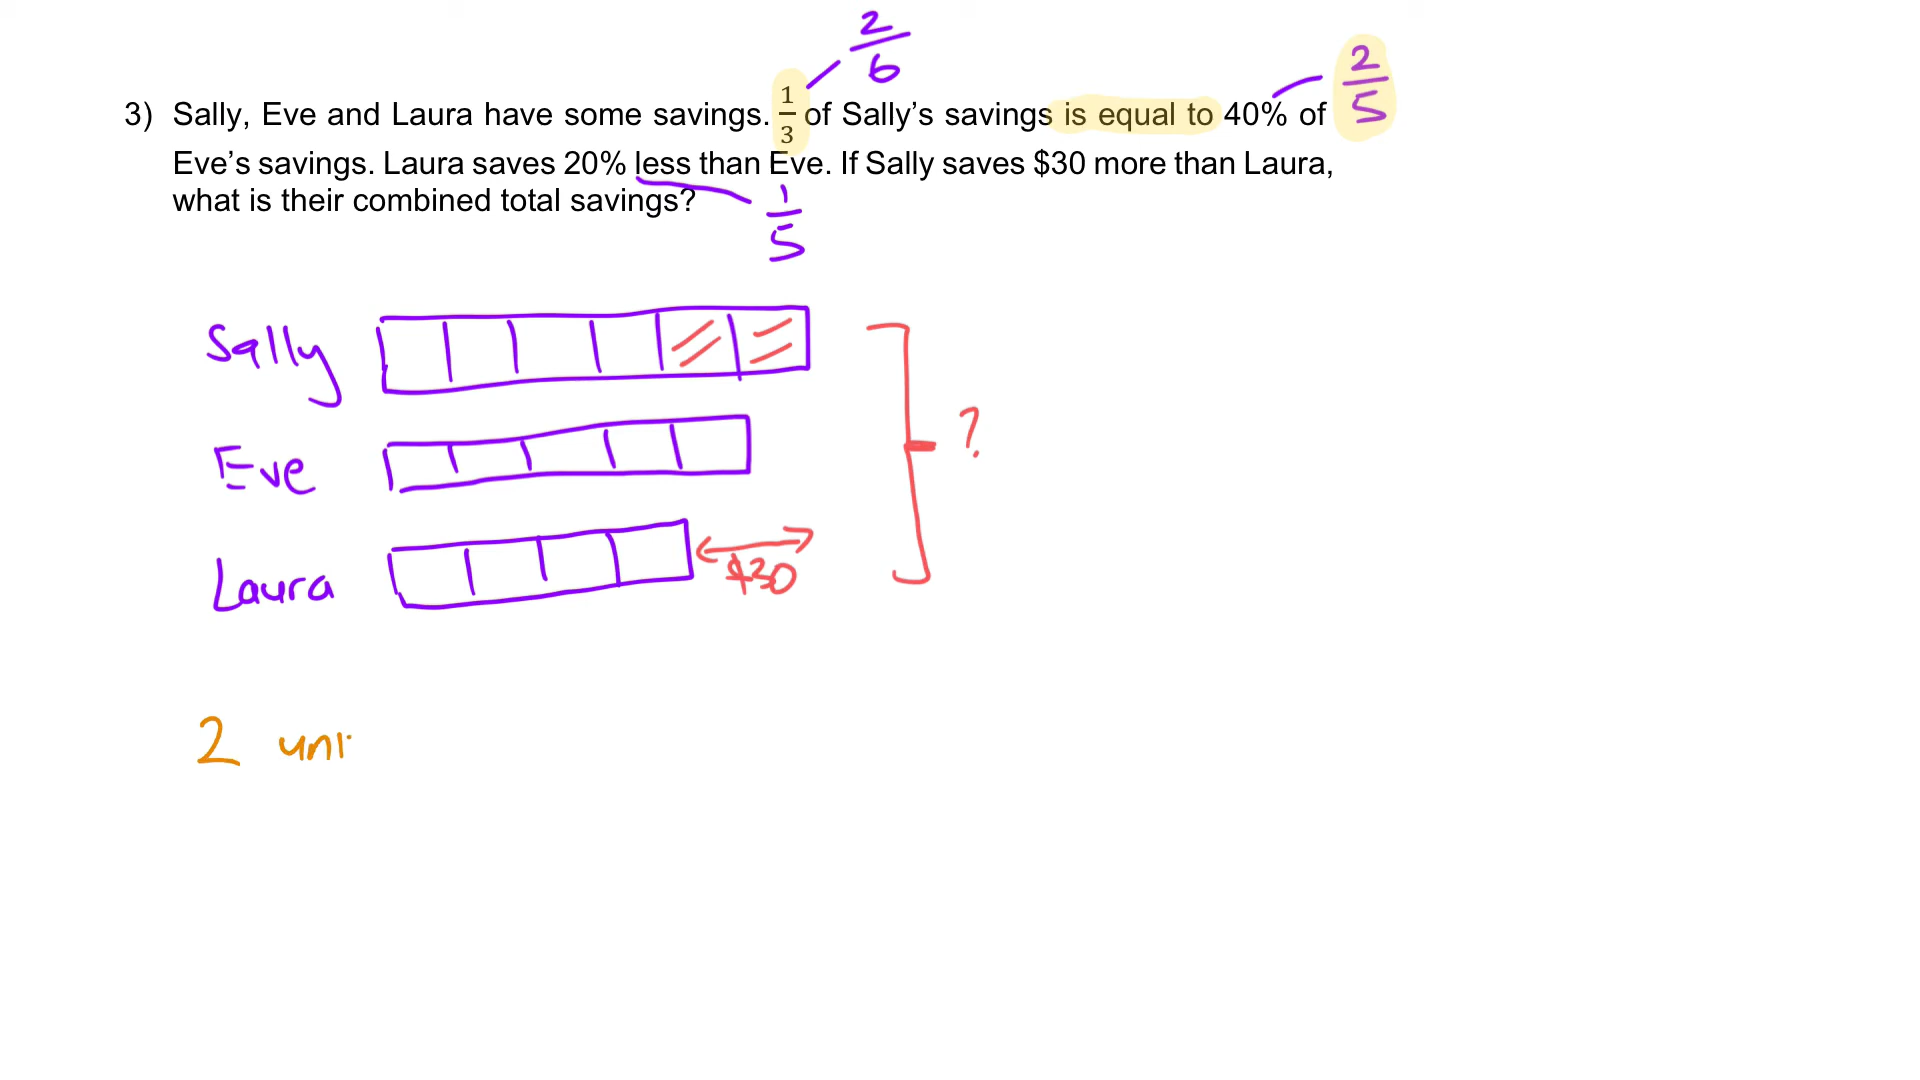 2/6
2/5
3) Sally, Eve and Laura have some savings. 1/3 of Sally’s savings is equal to 40% of
Eve’s savings. Laura saves 20% less than Eve. If Sally saves $30 more than Laura,
what is their combined total savings?
1/5
Sally
?
Eve
Laura
$30
2 uni